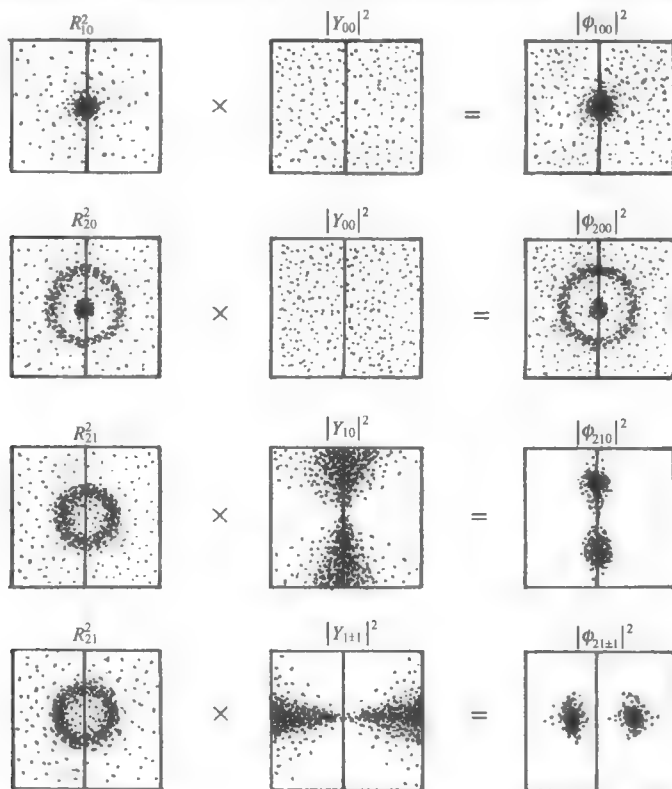 R²₁₀ |Y₀₀|² |ϕ₁₀₀|²
× =
R²₂₀ |Y₀₀|² |ϕ₂₀₀|²
× =
R²₂₁ |Y₁₀|² |ϕ₂₁₀|²
× =
R²₂₁ |Y₁±₁|² |ϕ₂₁±₁|²
× =